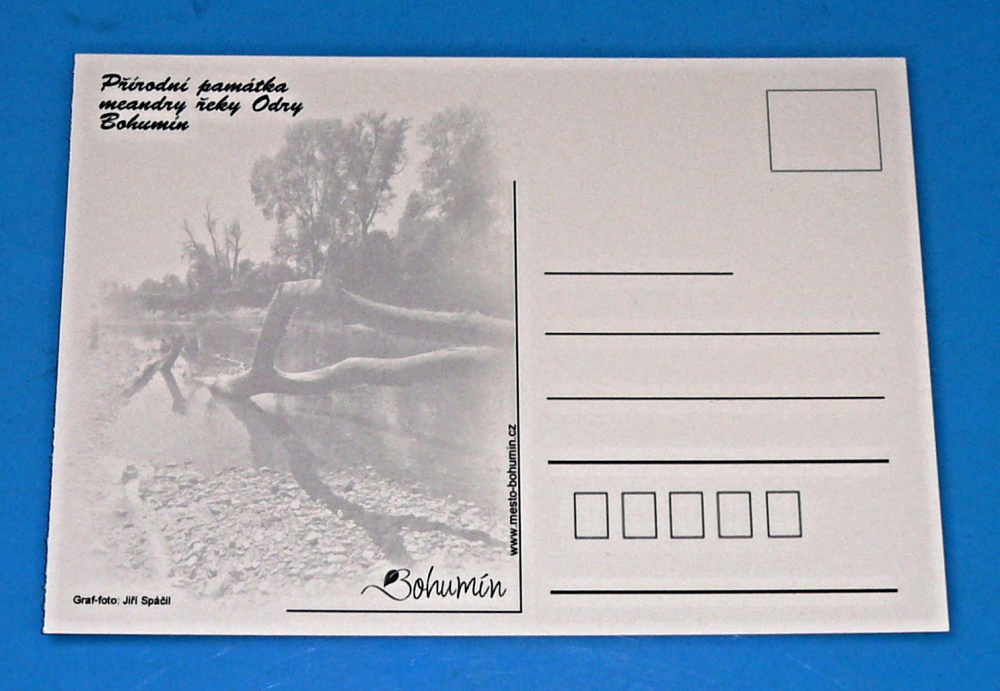 Přírodní památka
meandry řeky Odry
Bohumín
www.mesto-bohumin.cz
Bohumín
Graf-foto: Jiří Spáčil